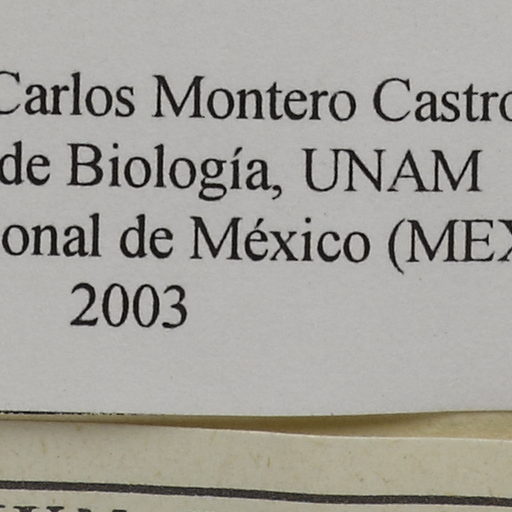 Carlos Montero Castro
de Biología, UNAM
onal de México (MEX
2003